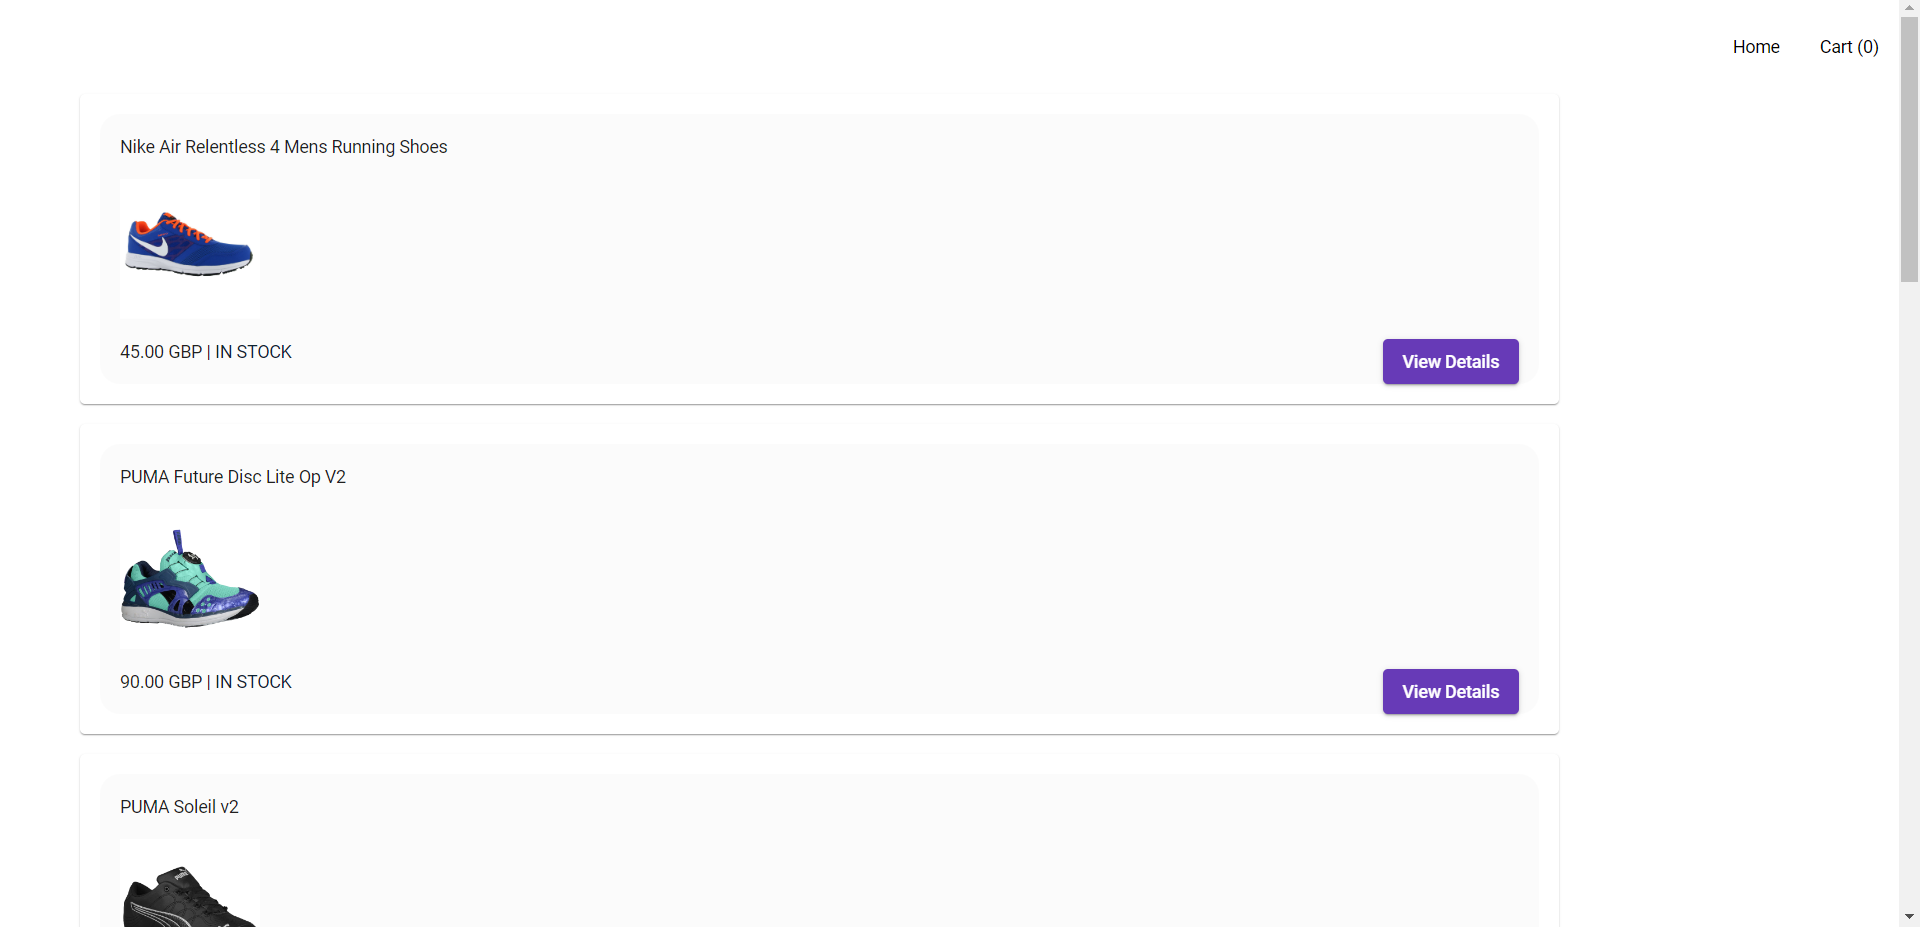 Home Cart (0)
Nike Air Relentless 4 Mens Running Shoes
45.00 GBP | IN STOCK
View Details
PUMA Future Disc Lite Op V2
90.00 GBP | IN STOCK
View Details
PUMA Soleil v2